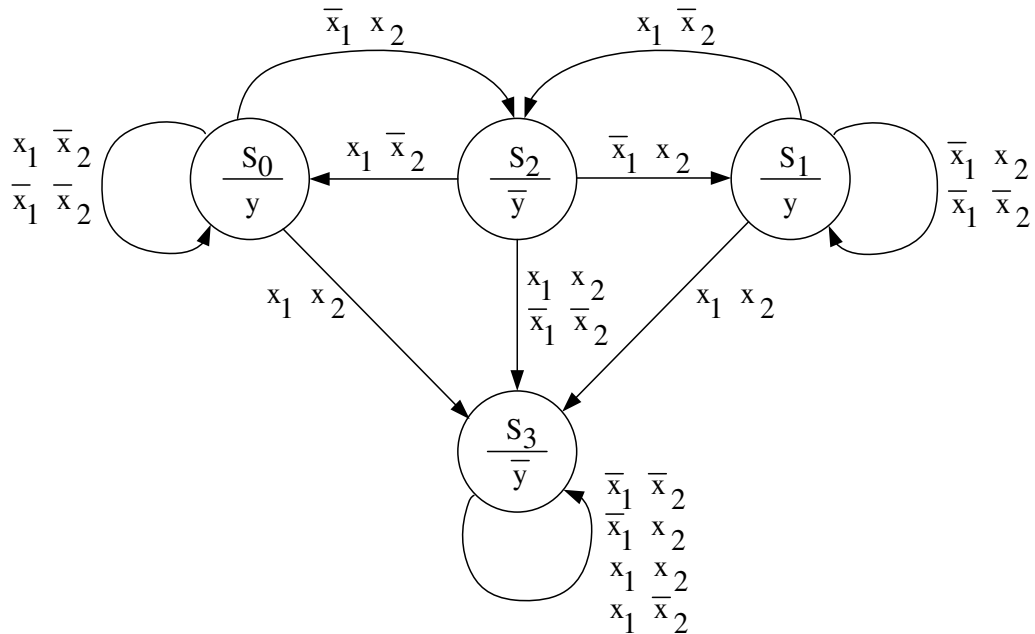 x̅₁ x₂
x₁ x̅₂
x₁ x̅₂
x̅₁ x̅₂
S₀
y
x₁ x̅₂
S₂
y̅
x̅₁ x₂
S₁
y
x̅₁ x₂
x̅₁ x̅₂
x₁ x₂
x₁ x₂
x̅₁ x̅₂
x₁ x₂
S₃
y̅
x̅₁ x̅₂
x̅₁ x₂
x₁ x₂
x₁ x̅₂